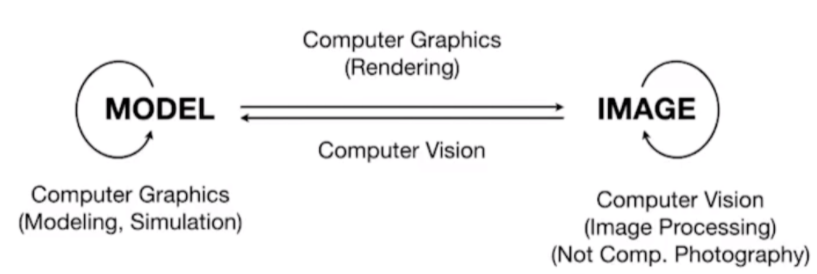 Computer Graphics
(Rendering)
MODEL
IMAGE
Computer Vision
Computer Graphics
(Modeling, Simulation)
Computer Vision
(Image Processing)
(Not Comp. Photography)